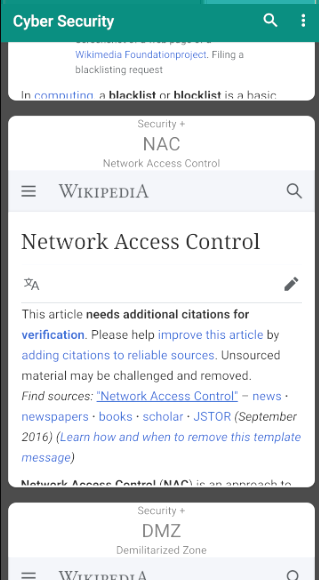 Cyber Security
Wikimedia Foundationproject. Filing a
blacklisting request
In computing, a blacklist or blocklist is a basic
Security +
NAC
Network Access Control
WIKIPEDIA
Network Access Control
This article needs additional citations for
verification. Please help improve this article by
adding citations to reliable sources. Unsourced
material may be challenged and removed.
Find sources: "Network Access Control" – news ·
newspapers · books · scholar · JSTOR (September
2016) (Learn how and when to remove this template
message)
Network Access Control (NAC) is an approach to
Security +
DMZ
Demilitarized Zone
WIKIPEDIA